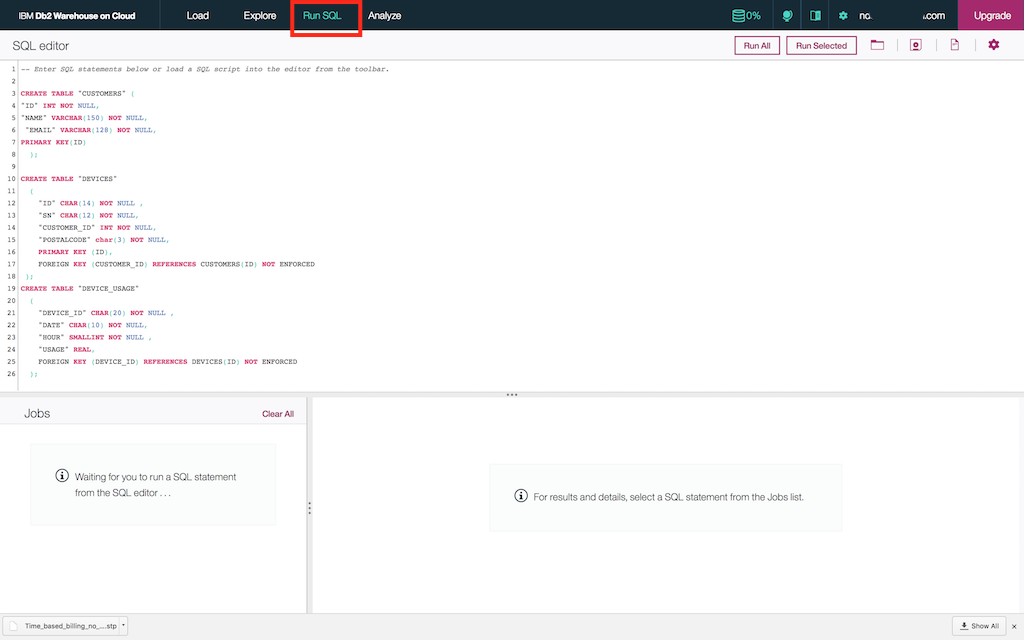 IBM Db2 Warehouse on Cloud Load Explore Run SQL Analyze 0% no. .com Upgrade
SQL editor Run All Run Selected
1 -- Enter SQL statements below or load a SQL script into the editor from the toolbar.
2
3 CREATE TABLE "CUSTOMERS" (
4 "ID" INT NOT NULL,
5 "NAME" VARCHAR(150) NOT NULL,
6 "EMAIL" VARCHAR(128) NOT NULL,
7 PRIMARY KEY(ID)
8 );
9
10 CREATE TABLE "DEVICES"
11 (
12 "ID" CHAR(14) NOT NULL ,
13 "SN" CHAR(12) NOT NULL,
14 "CUSTOMER_ID" INT NOT NULL,
15 "POSTALCODE" char(3) NOT NULL,
16 PRIMARY KEY (ID),
17 FOREIGN KEY (CUSTOMER_ID) REFERENCES CUSTOMERS(ID) NOT ENFORCED
18 );
19 CREATE TABLE "DEVICE_USAGE"
20 (
21 "DEVICE_ID" CHAR(20) NOT NULL ,
22 "DATE" CHAR(10) NOT NULL,
23 "HOUR" SMALLINT NOT NULL ,
24 "USAGE" REAL,
25 FOREIGN KEY (DEVICE_ID) REFERENCES DEVICES(ID) NOT ENFORCED
26 );
Jobs Clear All
Waiting for you to run a SQL statement
from the SQL editor . . .
For results and details, select a SQL statement from the Jobs list.
Time_based_billing_no_....stp Show All